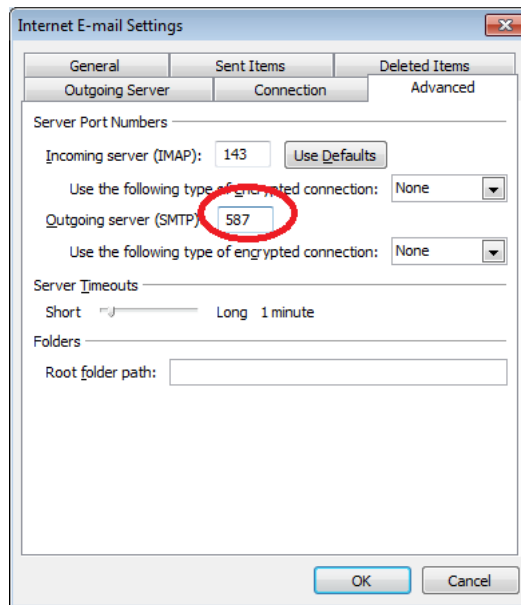 Internet E-mail Settings
General Sent Items Deleted Items
Outgoing Server Connection Advanced
Server Port Numbers
Incoming server (IMAP): 143 Use Defaults
Use the following type of encrypted connection: None
Outgoing server (SMTP) 587
Use the following type of encrypted connection: None
Server Timeouts
Short Long 1 minute
Folders
Root folder path:
OK Cancel